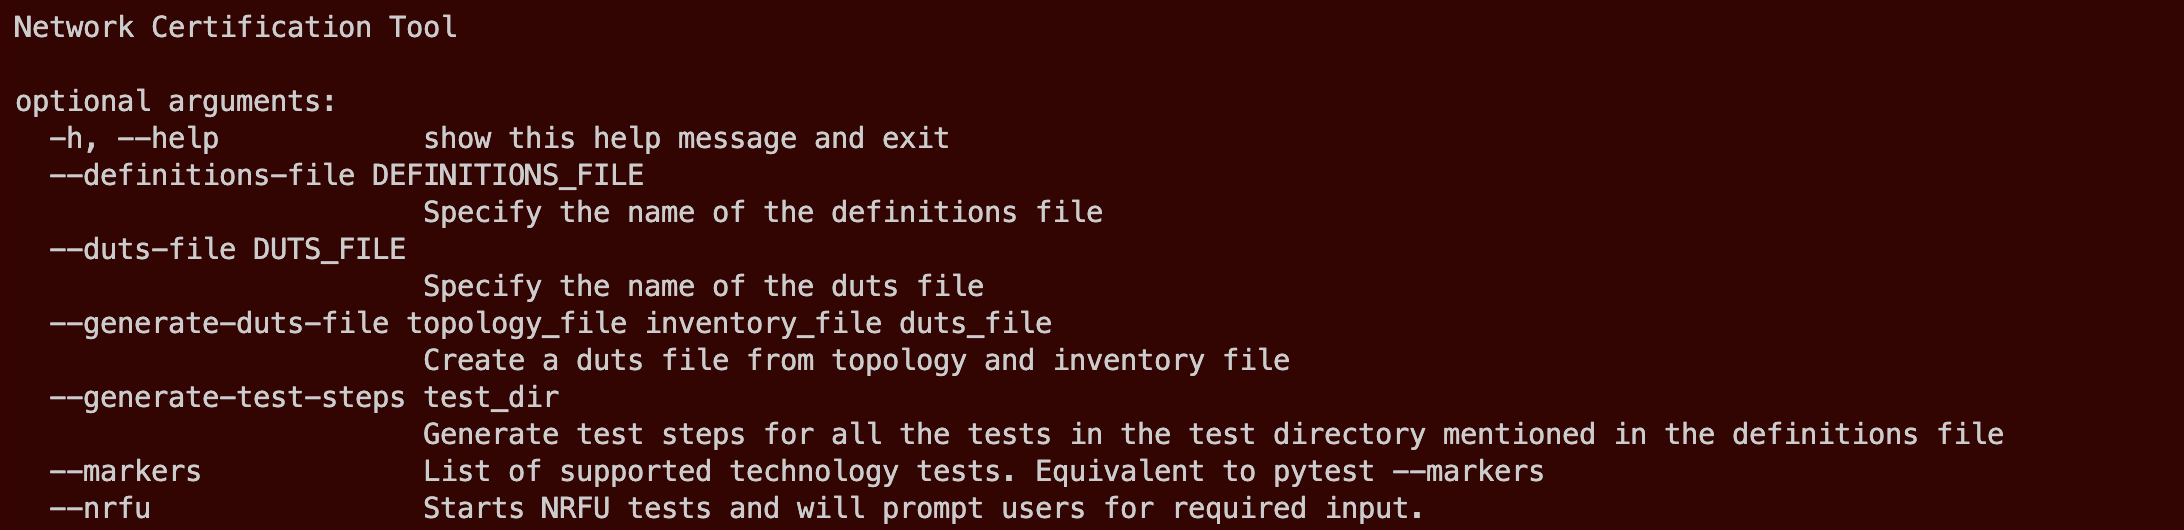 Network Certification Tool

optional arguments:
  -h, --help            show this help message and exit
  --definitions-file DEFINITIONS_FILE
                        Specify the name of the definitions file
  --duts-file DUTS_FILE
                        Specify the name of the duts file
  --generate-duts-file topology_file inventory_file duts_file
                        Create a duts file from topology and inventory file
  --generate-test-steps test_dir
                        Generate test steps for all the tests in the test directory mentioned in the definitions file
  --markers             List of supported technology tests. Equivalent to pytest --markers
  --nrfu                Starts NRFU tests and will prompt users for required input.